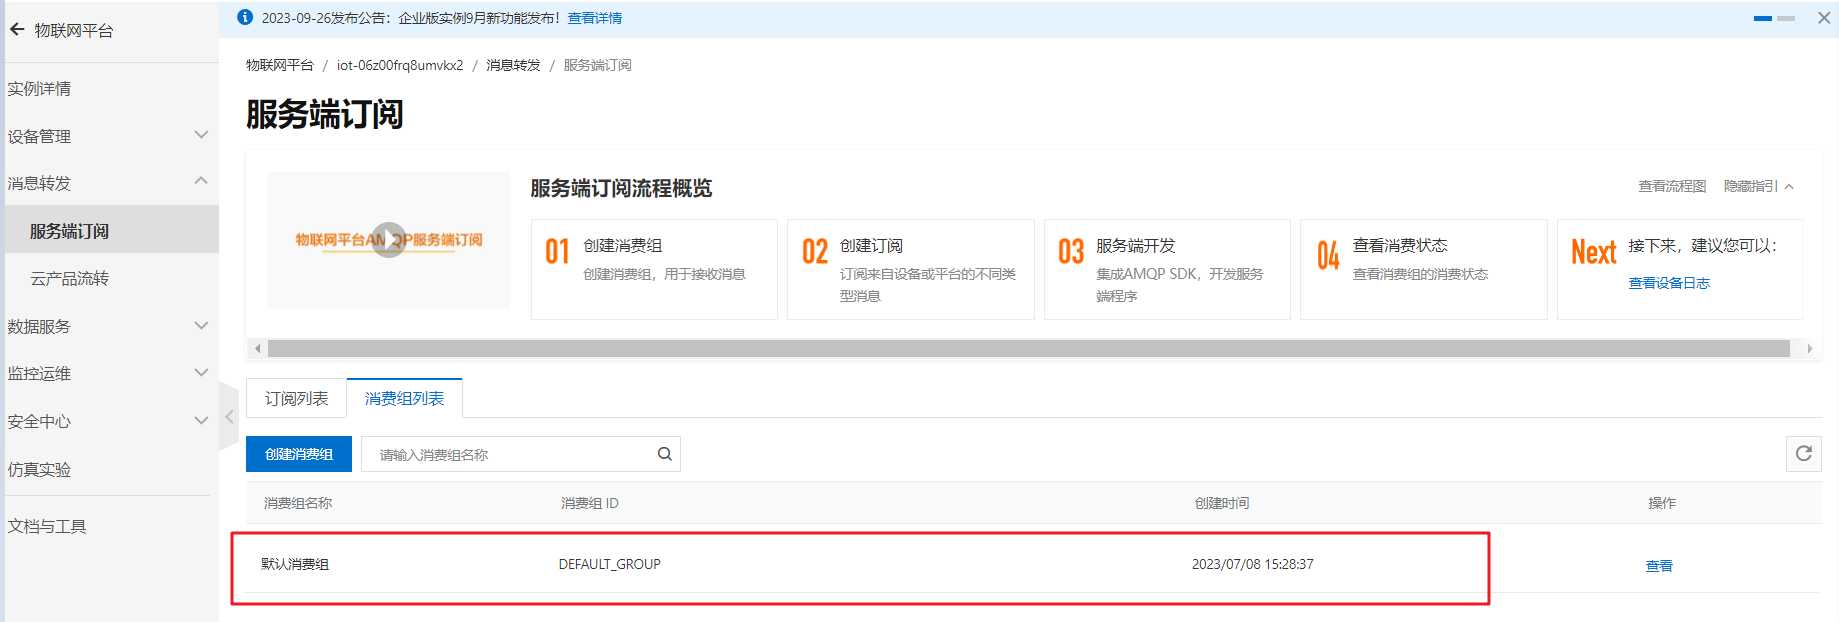 物联网平台
2023-09-26发布公告：企业版实例9月新功能发布！ 查看详情
实例详情
设备管理
消息转发
服务端订阅
云产品流转
数据服务
监控运维
安全中心
仿真实验
文档与工具
物联网平台 / iot-06z00frq8umvkx2 / 消息转发 / 服务端订阅
服务端订阅
物联网平台AMQP服务端订阅
服务端订阅流程概览
查看流程图 隐藏指引
01 创建消费组
创建消费组，用于接收消息
02 创建订阅
订阅来自设备或平台的不同类
型消息
03 服务端开发
集成AMQP SDK，开发服务
端程序
04 查看消费状态
查看消费组的消费状态
Next 接下来，建议您可以：
查看设备日志
订阅列表 消费组列表
创建消费组 请输入消费组名称
消费组名称 消费组 ID 创建时间 操作
默认消费组 DEFAULT_GROUP 2023/07/08 15:28:37 查看